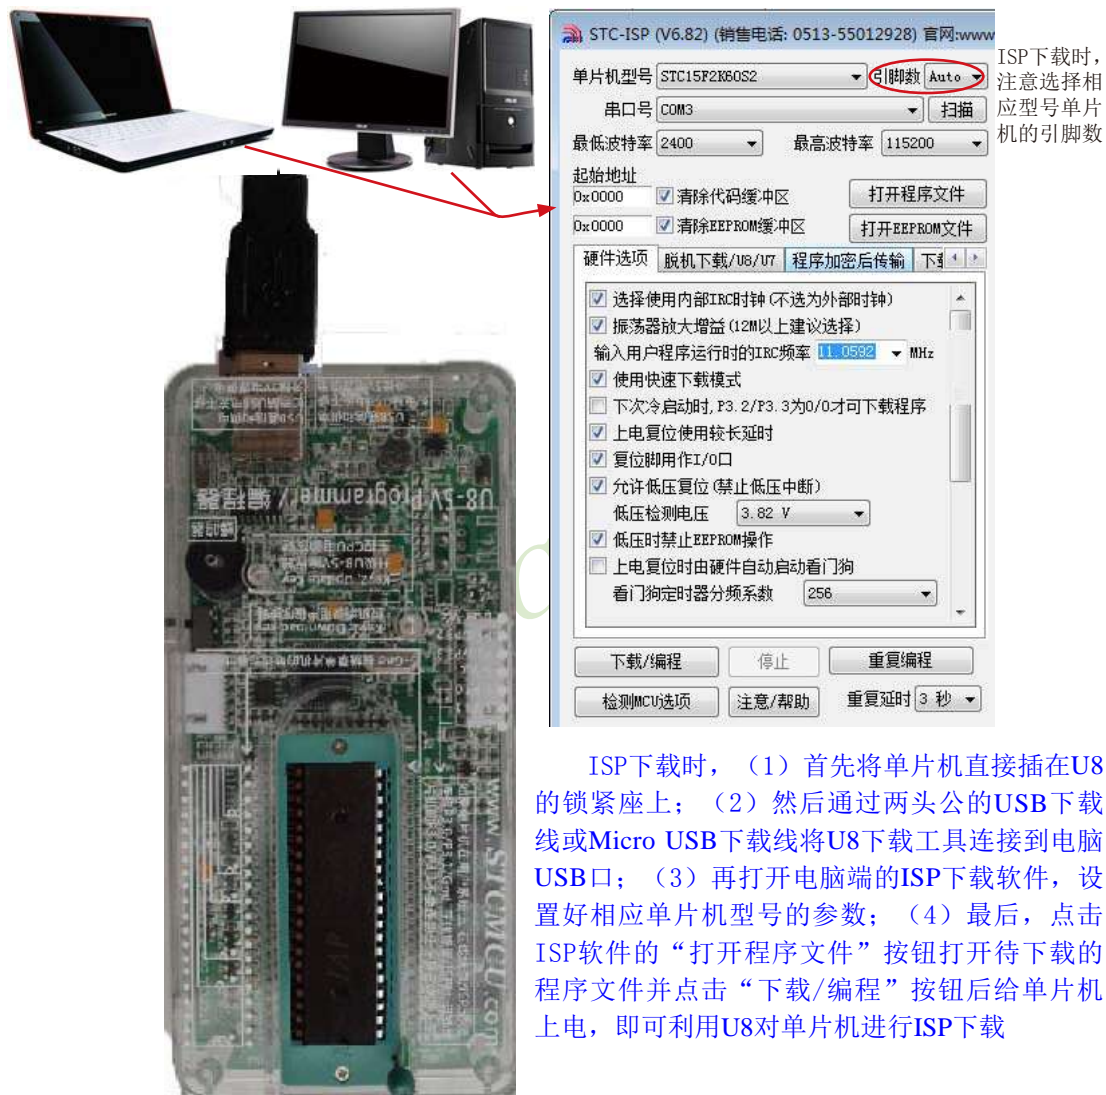 STC-ISP (V6.82) (销售电话: 0513-55012928) 官网:www
单片机型号 STC15F2K60S2 引脚数 Auto
串口号 COM3 扫描
最低波特率 2400 最高波特率 115200
起始地址
0x0000 清除代码缓冲区 打开程序文件
0x0000 清除EEPROM缓冲区 打开EEPROM文件
硬件选项 脱机下载/U8/U7 程序加密后传输
选择使用内部IRC时钟(不选为外部时钟)
振荡器放大增益(12M以上建议选择)
输入用户程序运行时的IRC频率 11.0592 MHz
使用快速下载模式
下次冷启动时,P3.2/P3.3为0/0才可下载程序
上电复位使用较长延时
复位脚用作I/O口
允许低压复位(禁止低压中断)
低压检测电压 3.82 V
低压时禁止EEPROM操作
上电复位时由硬件自动启动看门狗
看门狗定时器分频系数 256
下载/编程 停止 重复编程
检测MCU选项 注意/帮助 重复延时 3 秒
ISP下载时，
注意选择相
应型号单片
机的引脚数
U8-5V Programmer / 编程器
www.STCMCU.com
ISP下载时，（1）首先将单片机直接插在U8
的锁紧座上；（2）然后通过两头公的USB下载
线或Micro USB下载线将U8下载工具连接到电脑
USB口；（3）再打开电脑端的ISP下载软件，设
置好相应单片机型号的参数；（4）最后，点击
ISP软件的“打开程序文件”按钮打开待下载的
程序文件并点击“下载/编程”按钮后给单片机
上电，即可利用U8对单片机进行ISP下载